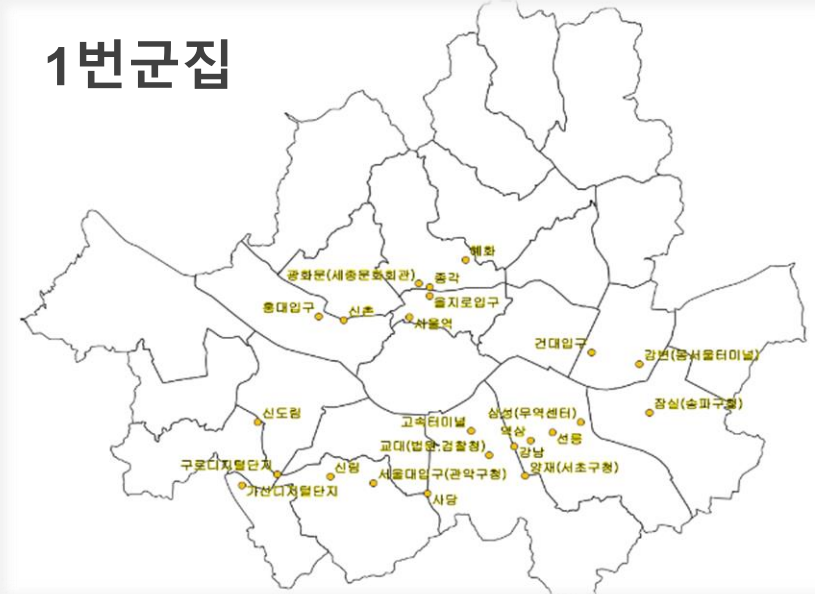 1번군집
혜화
광화문(세종문화회관)
종각
을지로입구
홍대입구
신촌
서울역
건대입구
강변(동서울터미널)
잠실(송파구청)
신도림
고속터미널
삼성(무역센터)
역삼
선릉
교대(법원.검찰청)
강남
구로디지털단지
신림
서울대입구(관악구청)
양재(서초구청)
가산디지털단지
사당